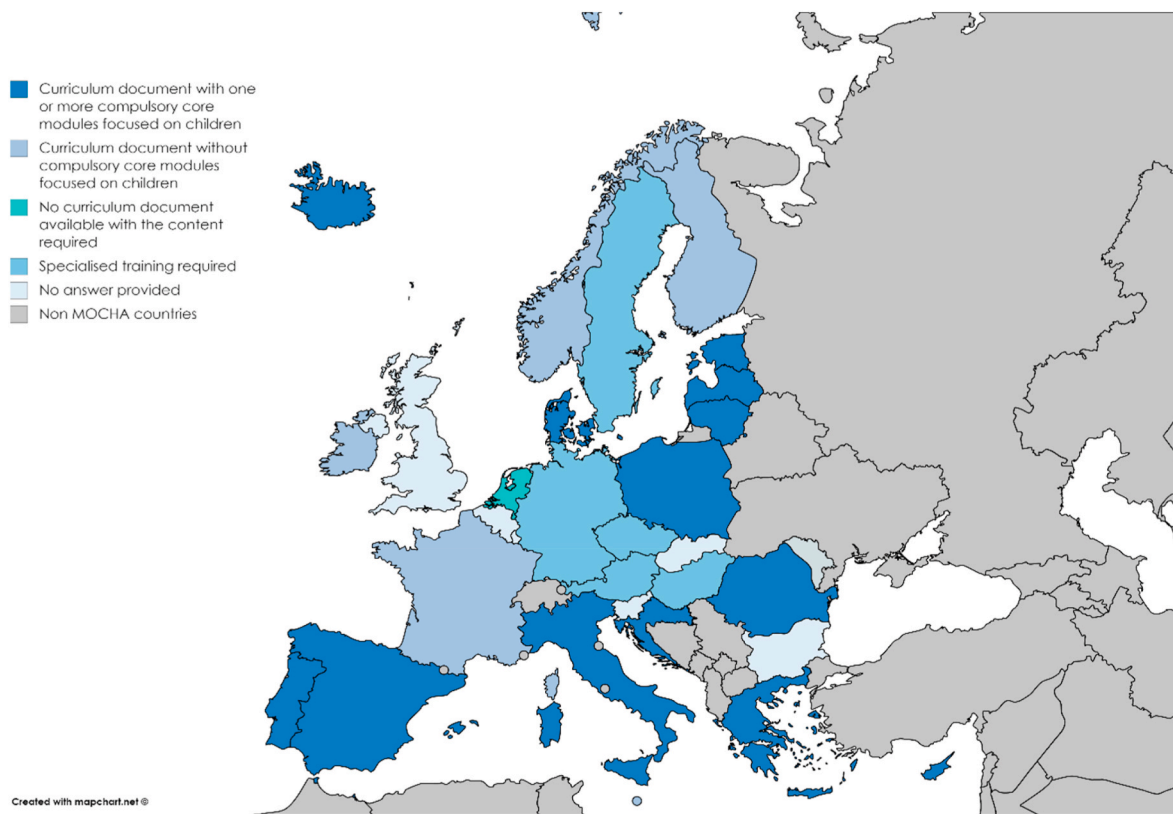 Curriculum document with one
or more compulsory core
modules focused on children
Curriculum document without
compulsory core modules
focused on children
No curriculum document
available with the content
required
Specialised training required
No answer provided
Non MOCHA countries
Created with mapchart.net ©